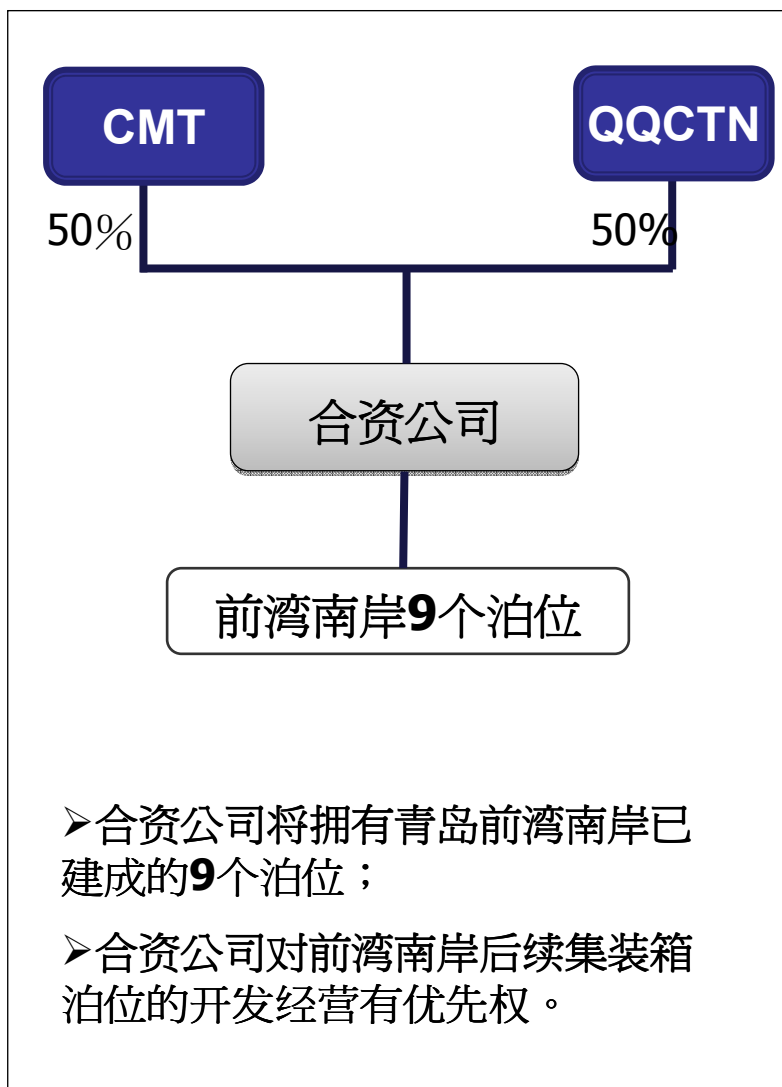 CMT
QQCTN
50%
50%
合资公司
前湾南岸9个泊位
➢合资公司将拥有青岛前湾南岸已
建成的9个泊位；
➢合资公司对前湾南岸后续集装箱
泊位的开发经营有优先权。